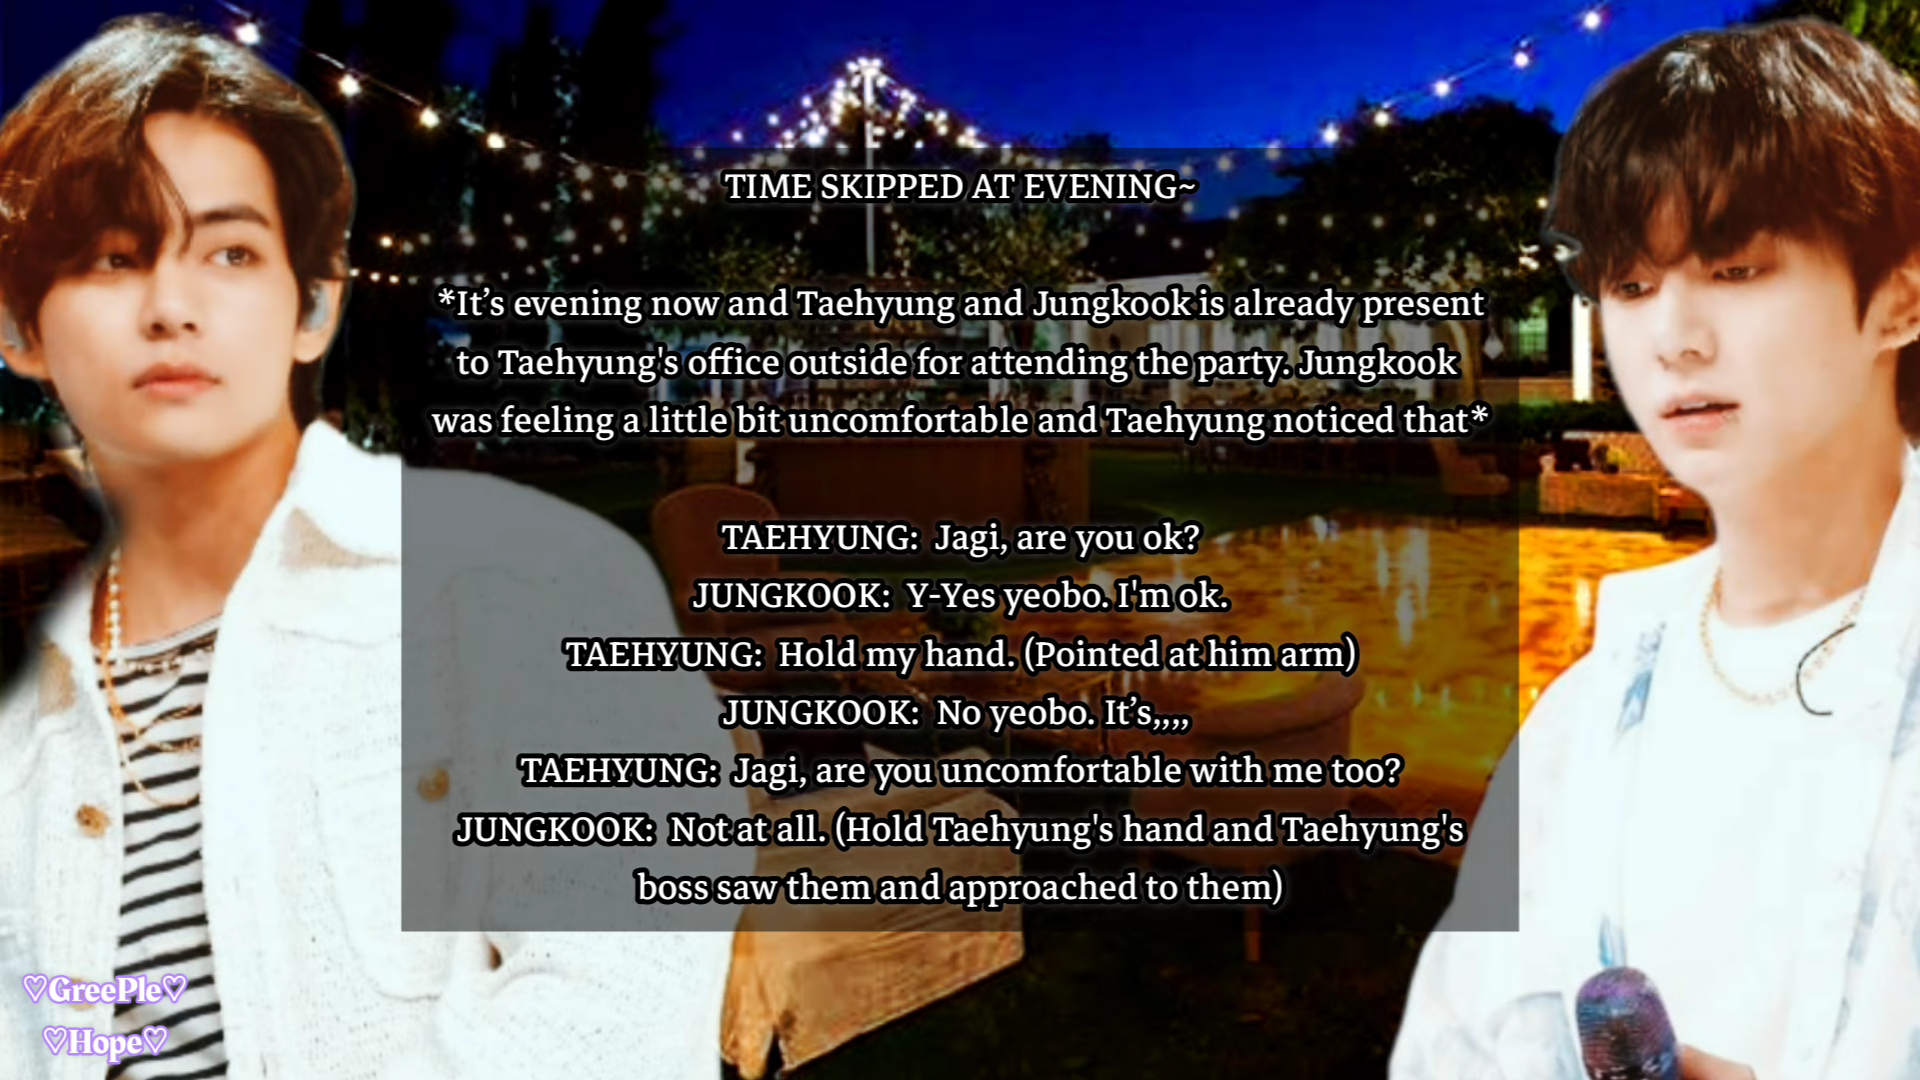 TIME SKIPPED AT EVENING~
*It’s evening now and Taehyung and Jungkook is already present
to Taehyung's office outside for attending the party. Jungkook
was feeling a little bit uncomfortable and Taehyung noticed that*
TAEHYUNG: Jagi, are you ok?
JUNGKOOK: Y-Yes yeobo. I'm ok.
TAEHYUNG: Hold my hand. (Pointed at him arm)
JUNGKOOK: No yeobo. It’s,,,,
TAEHYUNG: Jagi, are you uncomfortable with me too?
JUNGKOOK: Not at all. (Hold Taehyung's hand and Taehyung's
boss saw them and approached to them)
♡GreePle♡
♡Hope♡